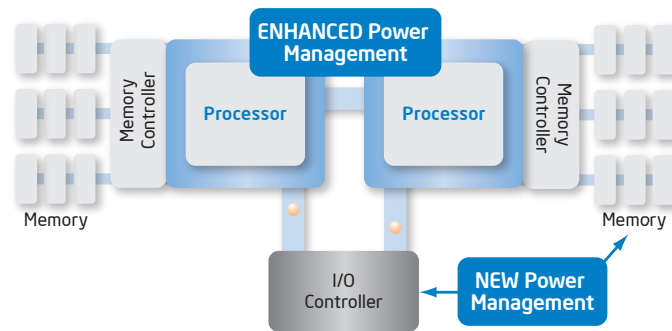 ENHANCED Power
Management
Memory
Controller
Processor
Processor
Memory
Controller
Memory
Memory
I/O
Controller
NEW Power
Management